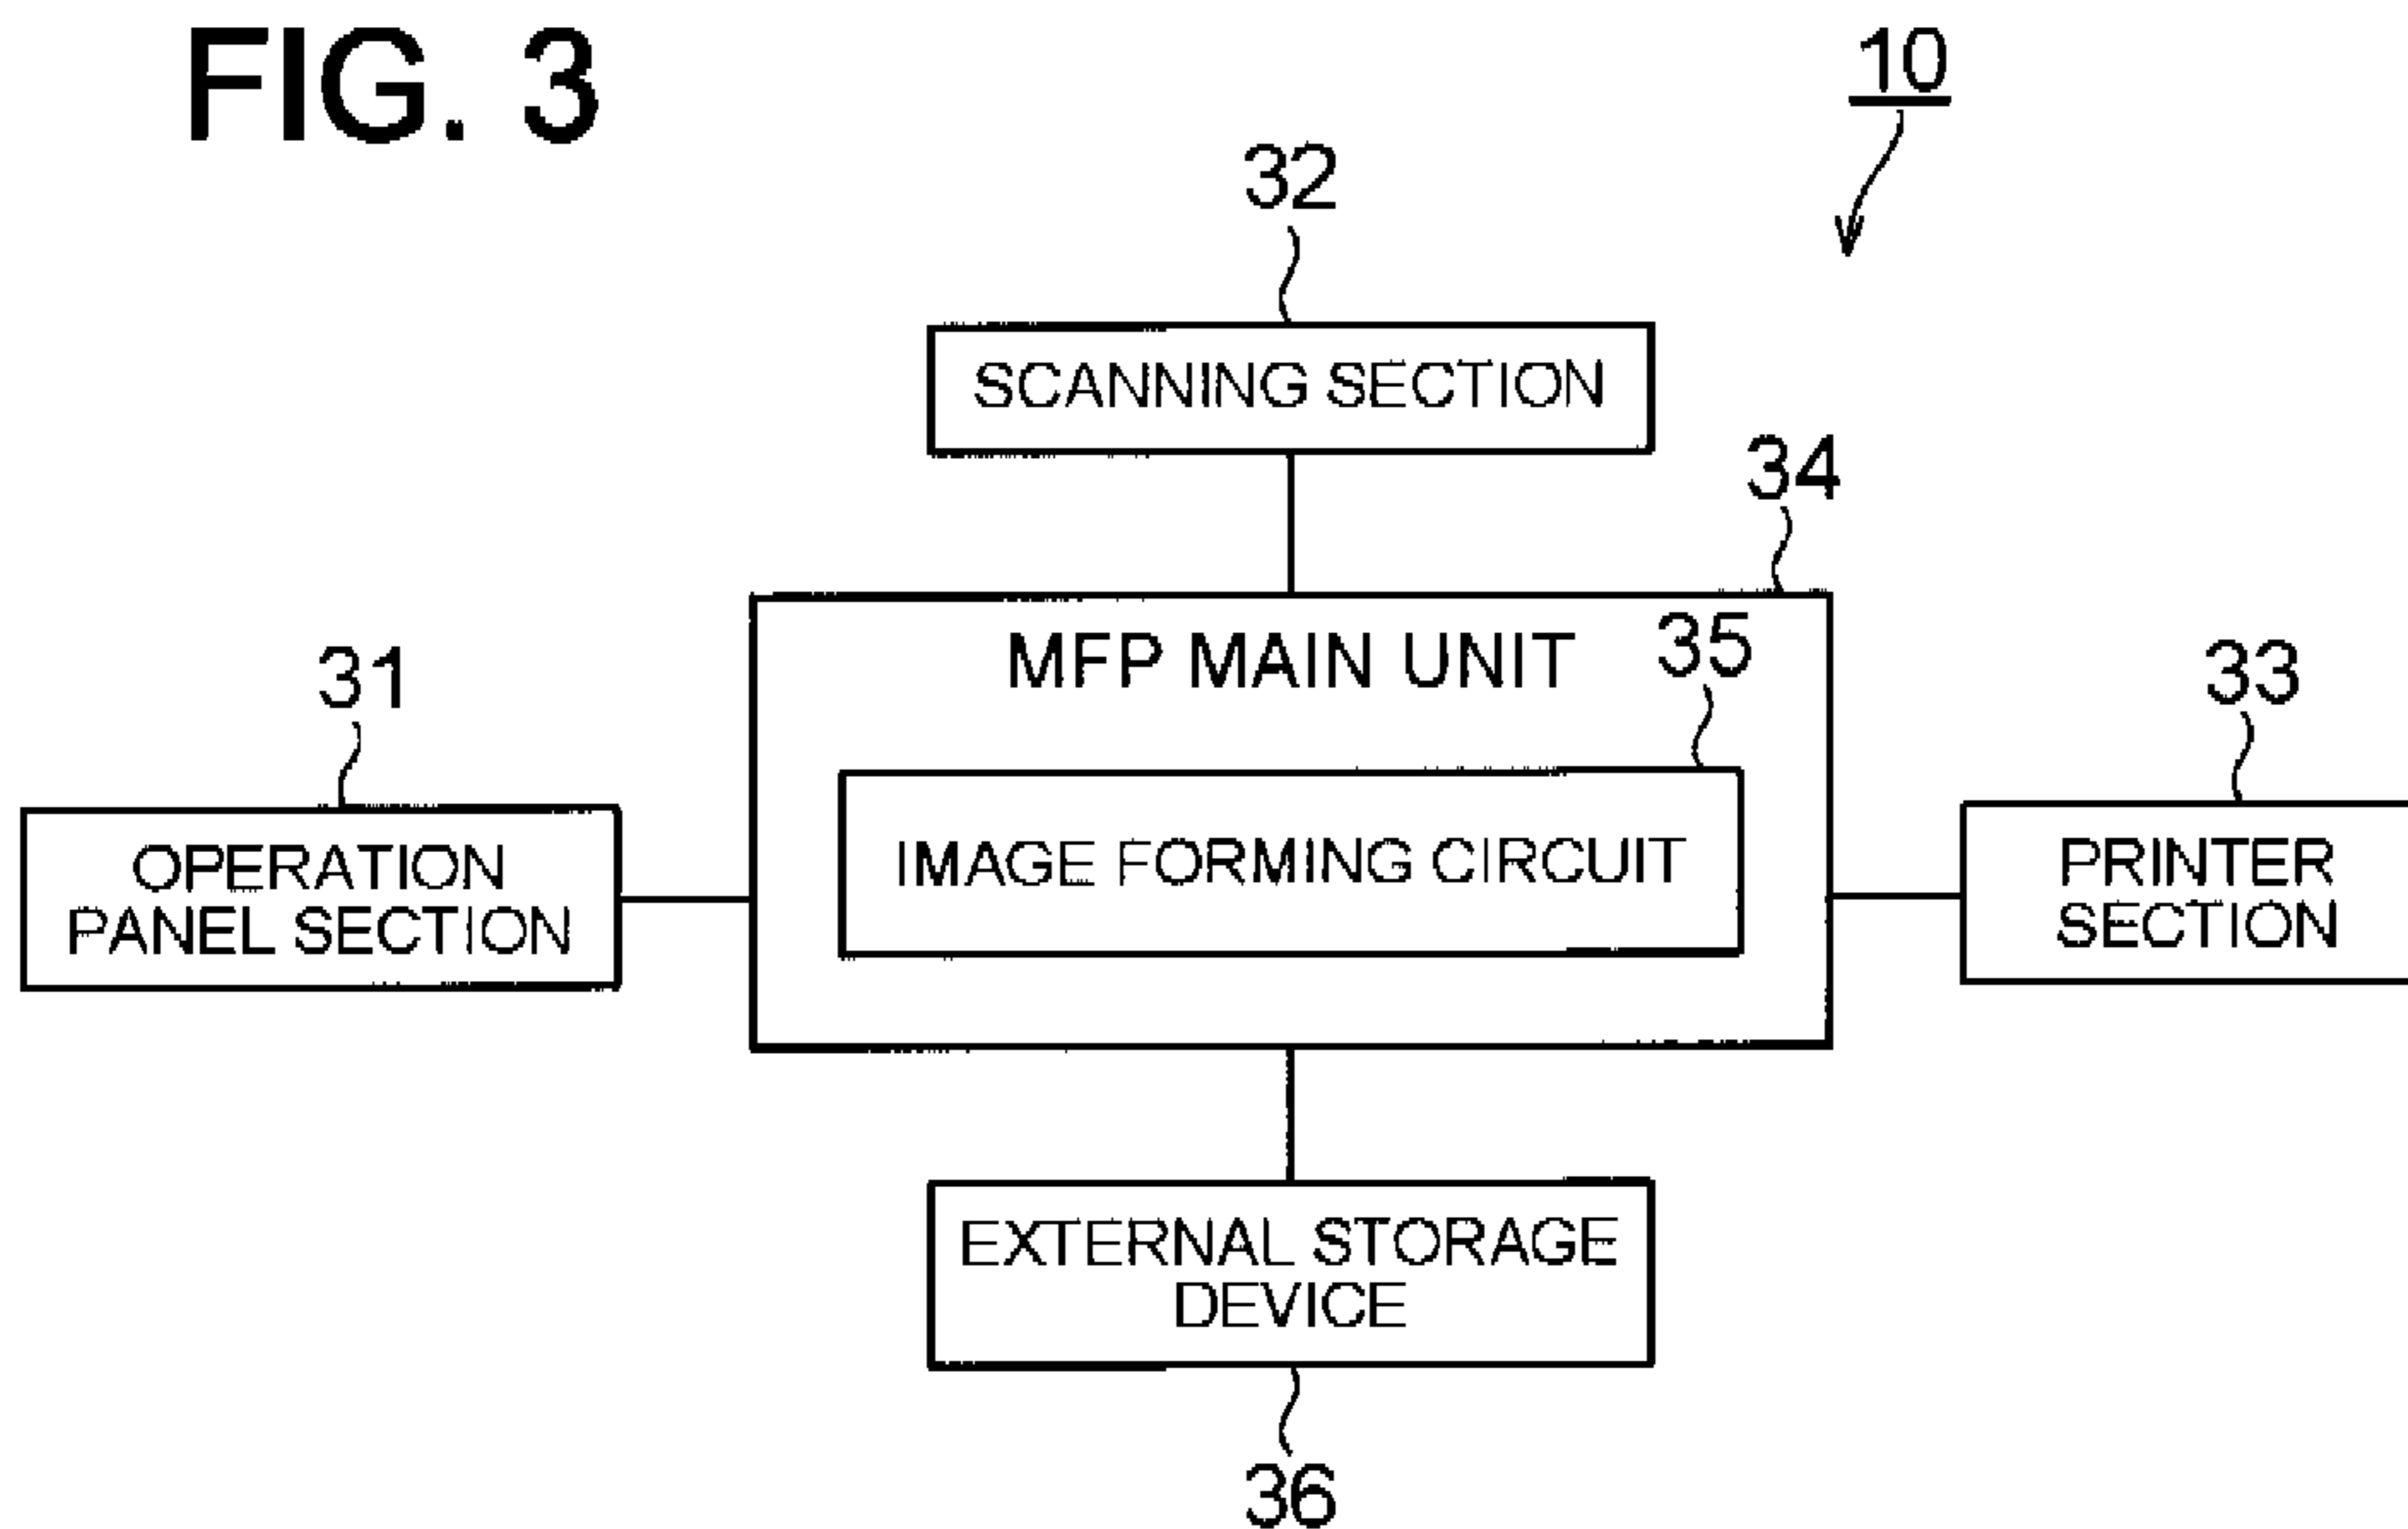 FIG. 3
10
32
SCANNING SECTION
34
MFP MAIN UNIT
35
31
33
OPERATION
PANEL SECTION
IMAGE FORMING CIRCUIT
PRINTER
SECTION
EXTERNAL STORAGE
DEVICE
36